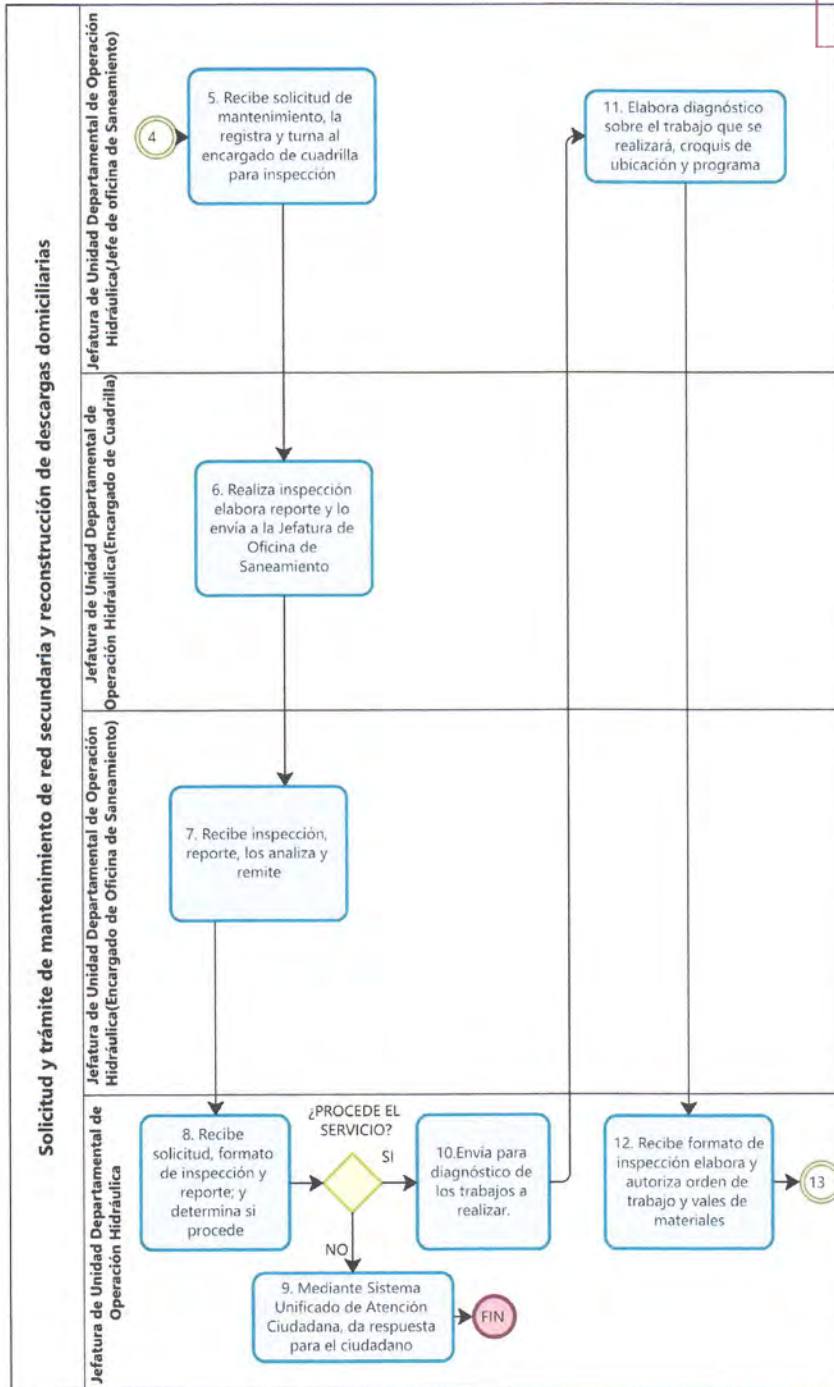 Solicitud y trámite de mantenimiento de red secundaria y reconstrucción de descargas domiciliarias
Jefatura de Unidad Departamental de Operación
Hidráulica(Jefe de oficina de Saneamiento)
4
5. Recibe solicitud de
mantenimiento, la
registra y turna al
encargado de cuadrilla
para inspección
11. Elabora diagnóstico
sobre el trabajo que se
realizará, croquis de
ubicación y programa
Jefatura de Unidad Departamental de
Operación Hidráulica(Encargado de Cuadrilla)
6. Realiza inspección
elabora reporte y lo
envía a la Jefatura de
Oficina de
Saneamiento
Jefatura de Unidad Departamental de Operación
Hidráulica(Encargado de Oficina de Saneamiento)
7. Recibe inspección,
reporte, los analiza y
remite
Jefatura de Unidad Departamental de
Operación Hidráulica
8. Recibe
solicitud, formato
de inspección y
reporte; y
determina si
procede
¿PROCEDE EL
SERVICIO?
SI
NO
10.Envía para
diagnóstico de
los trabajos a
realizar.
12. Recibe formato de
inspección elabora y
autoriza orden de
trabajo y vales de
materiales
13
9. Mediante Sistema
Unificado de Atención
Ciudadana, da respuesta
para el ciudadano
FIN